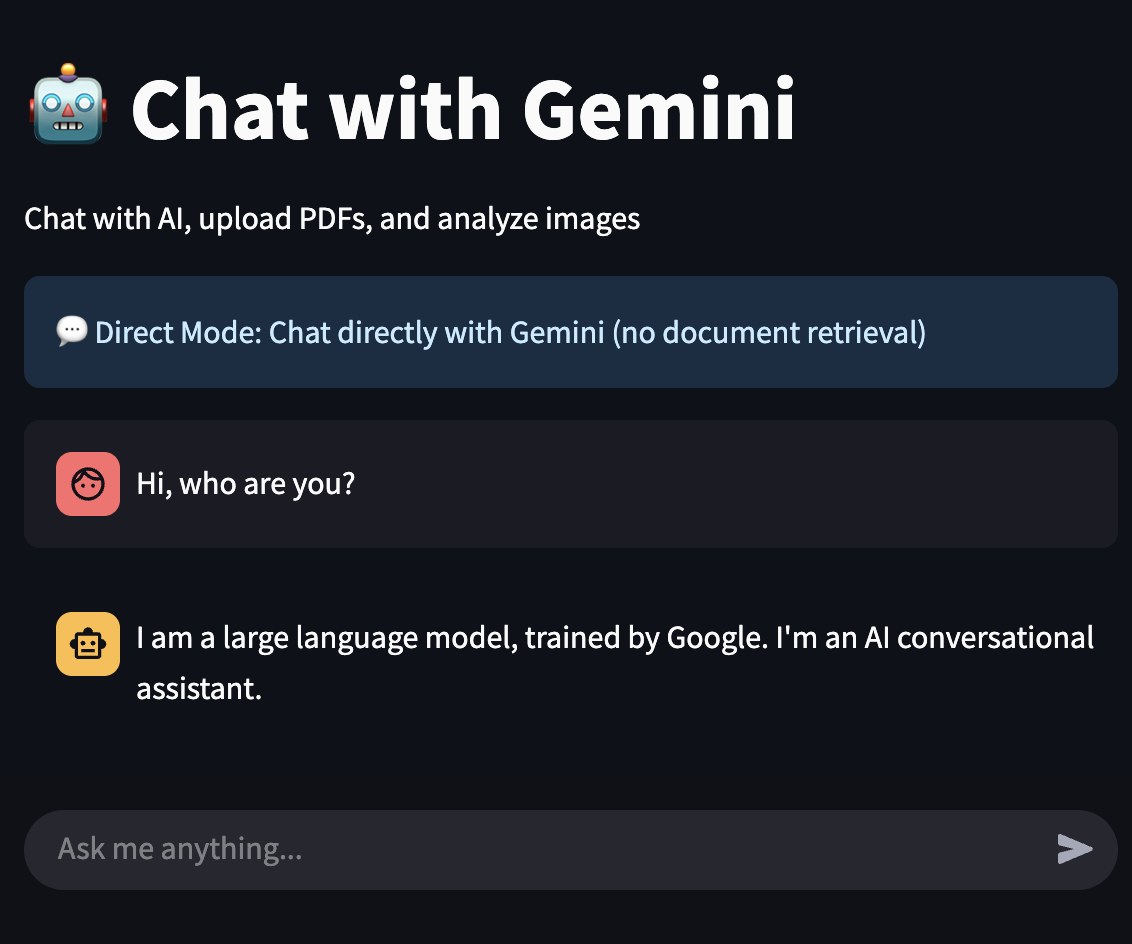 Chat with Gemini
Chat with AI, upload PDFs, and analyze images
Direct Mode: Chat directly with Gemini (no document retrieval)
Hi, who are you?
I am a large language model, trained by Google. I'm an AI conversational
assistant.
Ask me anything...